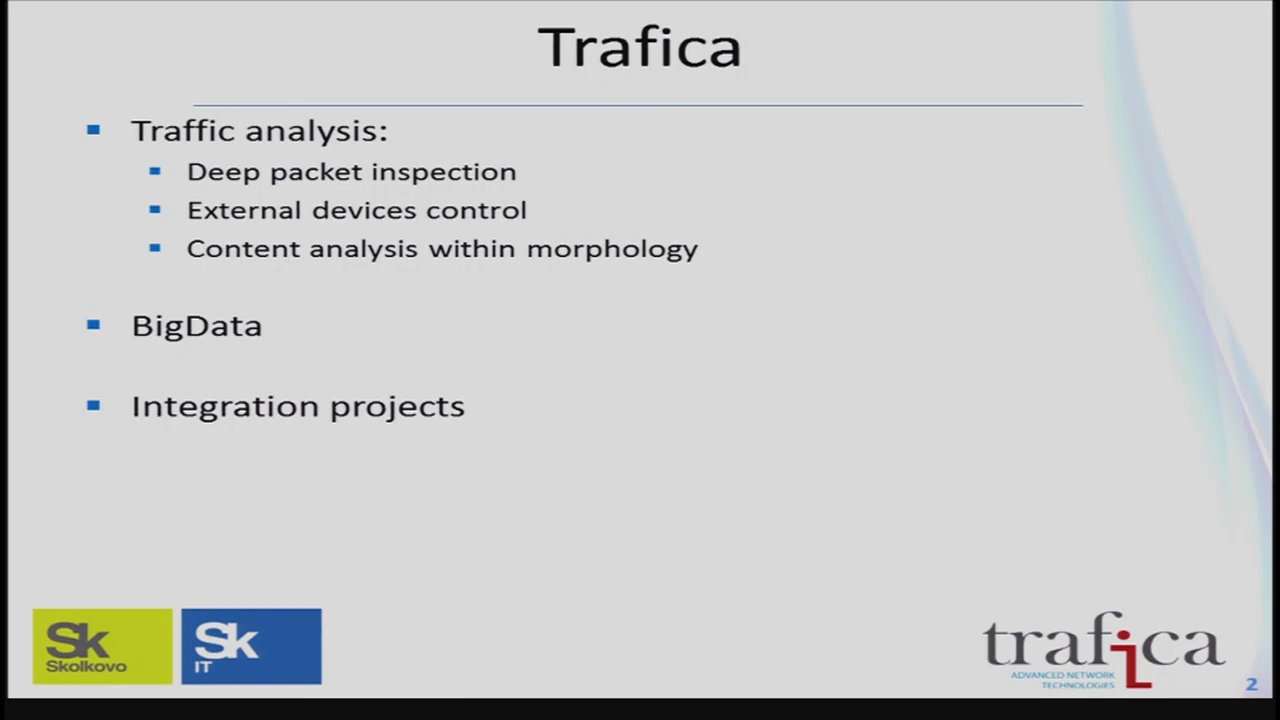 Trafica
Traffic analysis:
Deep packet inspection
External devices control
Content analysis within morphology
BigData
Integration projects
Sk
Skolkovo
Sk
IT
trafica
ADVANCED NETWORK
TECHNOLOGIES
2